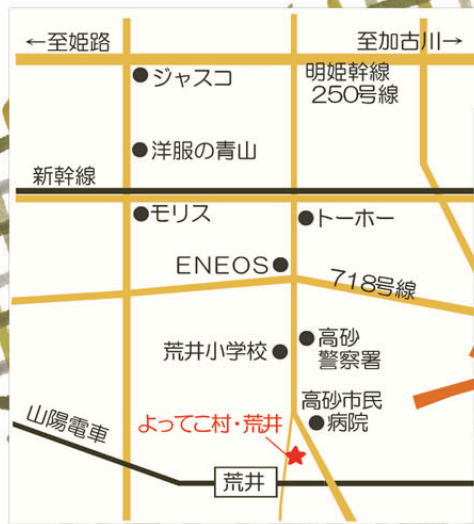 ←至姫路
至加古川→
ジャスコ
明姫幹線
250号線
洋服の青山
新幹線
モリス
トーホー
ENEOS
718号線
荒井小学校
高砂
警察署
高砂市民
病院
よってこ村・荒井
山陽電車
荒井